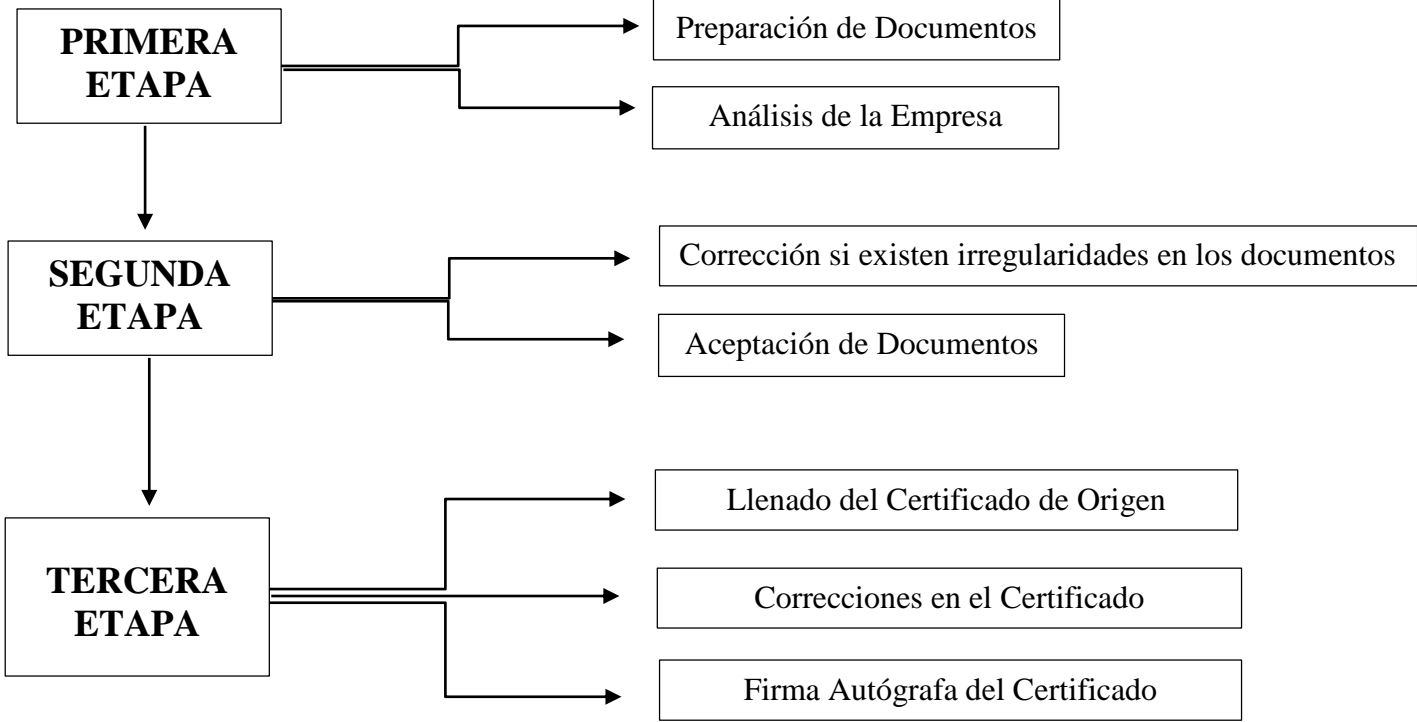 PRIMERA
ETAPA
Preparación de Documentos
Análisis de la Empresa
SEGUNDA
ETAPA
Corrección si existen irregularidades en los documentos
Aceptación de Documentos
TERCERA
ETAPA
Llenado del Certificado de Origen
Correcciones en el Certificado
Firma Autógrafa del Certificado